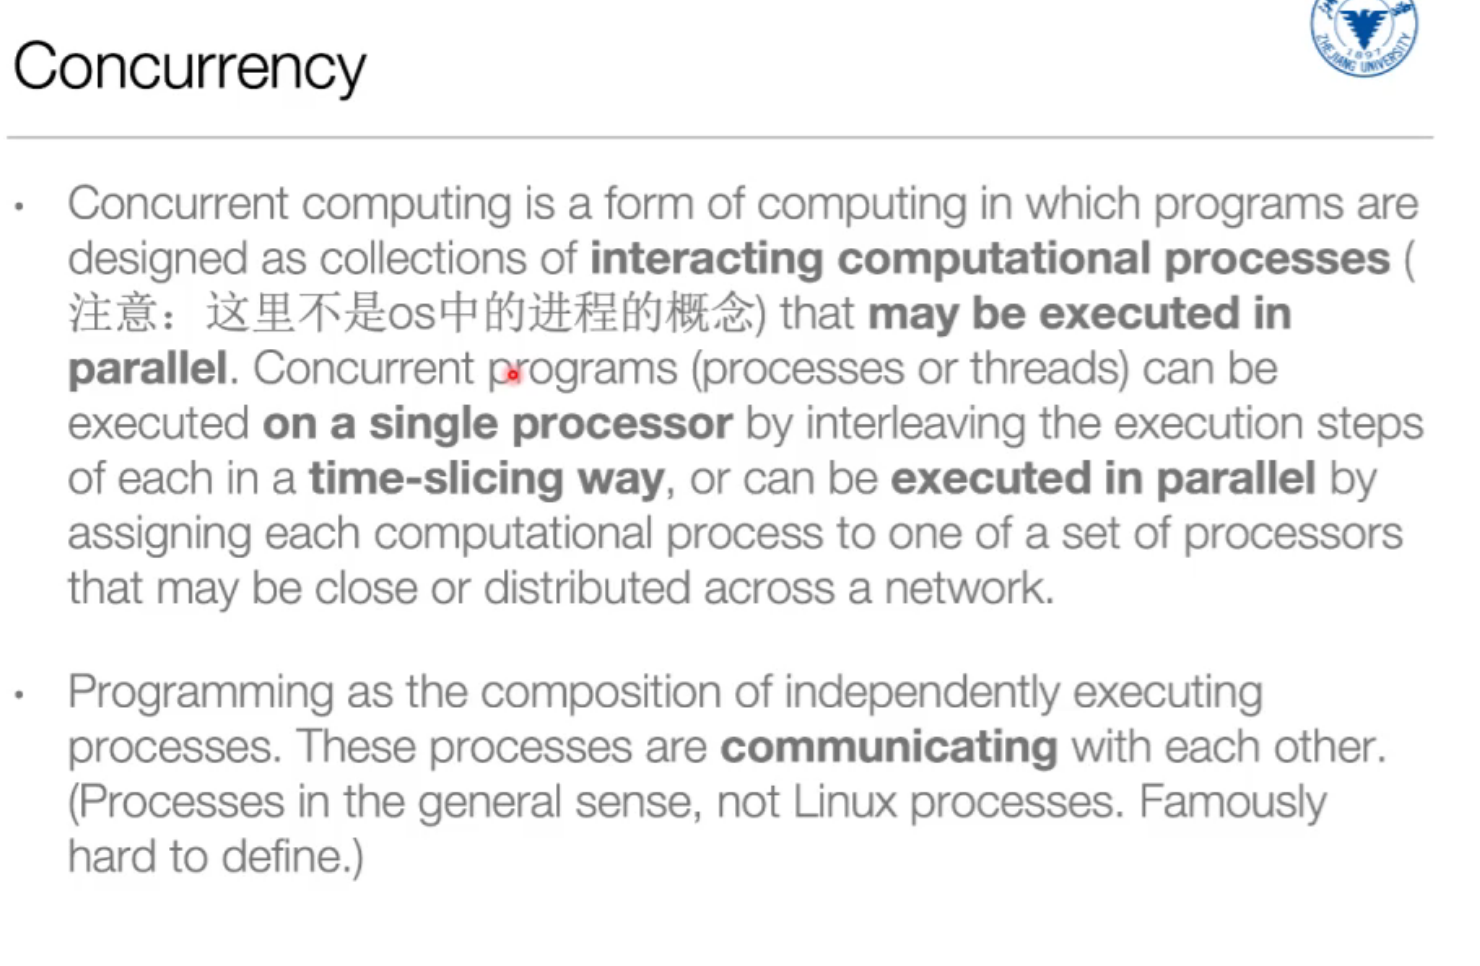 Concurrency
ZHEJIANG UNIVERSITY
1897
• Concurrent computing is a form of computing in which programs are
designed as collections of interacting computational processes (
注意：这里不是os中的进程的概念) that may be executed in
parallel. Concurrent programs (processes or threads) can be
executed on a single processor by interleaving the execution steps
of each in a time-slicing way, or can be executed in parallel by
assigning each computational process to one of a set of processors
that may be close or distributed across a network.
• Programming as the composition of independently executing
processes. These processes are communicating with each other.
(Processes in the general sense, not Linux processes. Famously
hard to define.)